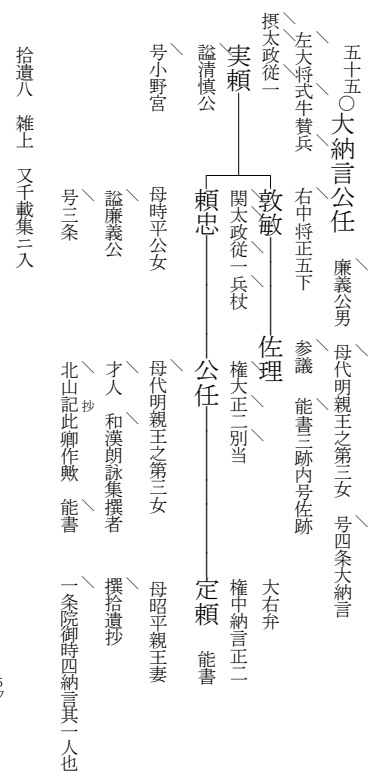 五十五〇大納言公任　廉義公男　母代明親王之第三女　号四条大納言
左大将式牛賛兵　右中将正五下　参議　能書三跡内号佐跡
摂太政従一　敦敏　佐理　大右弁
実頼　関太政従一兵杖　権大正二別当　権中納言正二
諡清慎公　頼忠　公任　定頼　能書
号小野宮　母時平公女　母代明親王之第三女　母昭平親王妻
諡廉義公　才人　和漢朗詠集撰者　撰拾遺抄
抄
号三条　北山記此卿作歟　能書　一条院御時四納言其一人也
拾遺八　雑上　又千載集ニ入